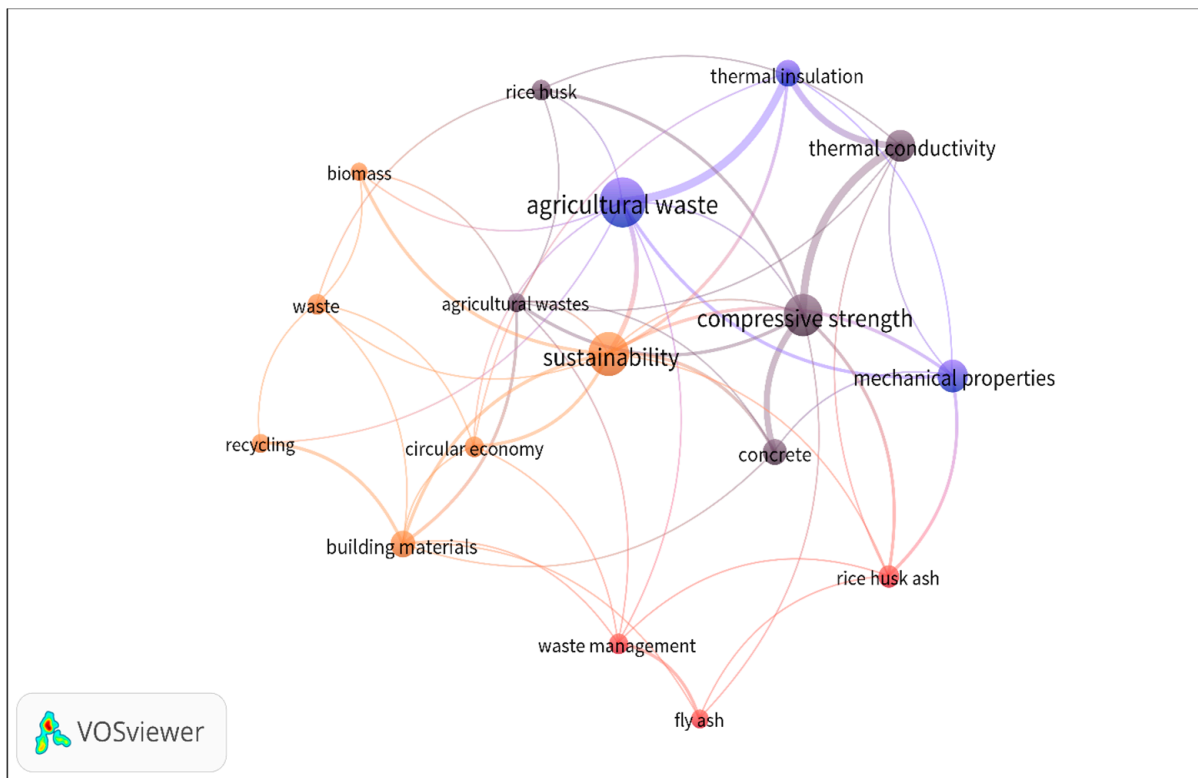 thermal insulation
rice husk
thermal conductivity
biomass
agricultural waste
waste
agricultural wastes
compressive strength
sustainability
mechanical properties
recycling
circular economy
concrete
building materials
rice husk ash
waste management
fly ash
VOSviewer